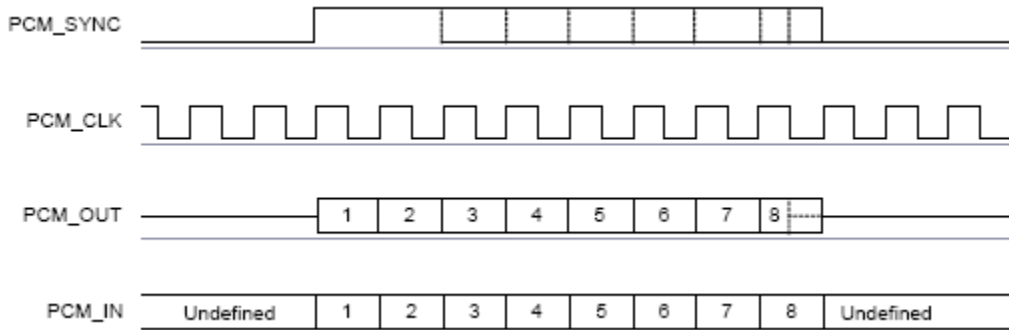 PCM_SYNC
PCM_CLK
PCM_OUT 1 2 3 4 5 6 7 8
PCM_IN Undefined 1 2 3 4 5 6 7 8 Undefined